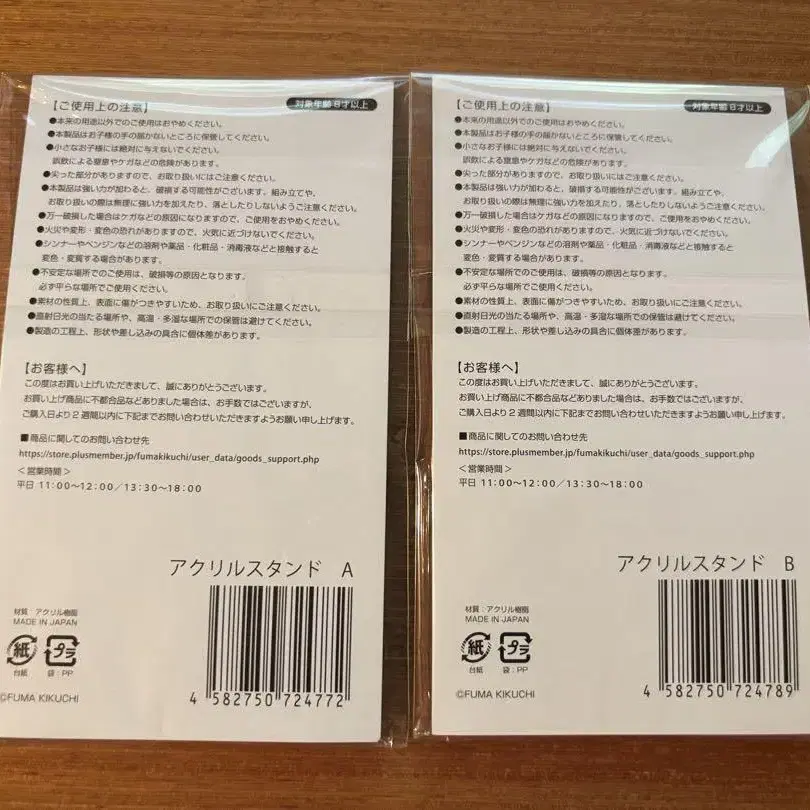 【ご使用上の注意】 対象年齢 8才以上
●本来の用途以外でのご使用はおやめください。
●本製品はお子様の手の届かないところに保管してください。
●小さなお子様には絶対に与えないでください。
誤飲による窒息やケガなどの危険があります。
●尖った部分がありますので、お取り扱いにはご注意ください。
●本製品は強い力が加わると、破損する可能性がございます。組み立てや、
お取り扱いの際は無理に強い力を加えたり、落としたりしないようご注意ください。
●万一破損した場合はケガなどの原因になりますので、ご使用をおやめください。
●火災や変形・変色の恐れがありますので、火気に近づけないでください。
●シンナーやベンジンなどの溶剤や薬品・化粧品・消毒液などと接触すると
変色・変質する場合があります。
●不安定な場所でのご使用は、破損等の原因となります。
必ず平らな場所でご使用ください。
●素材の性質上、表面に傷がつきやすいため、お取り扱いにご注意ください。
●直射日光の当たる場所や、高温・多湿な場所での保管は避けてください。
●製造の工程上、形状や差し込みの具合に個体差があります。
【お客様へ】
この度はお買い上げいただきまして、誠にありがとうございます。
お買い上げ商品に不都合品などありました場合は、お手数ではございますが、
ご購入日より2週間以内に下記までお問い合わせいただきますようお願い申し上げます。
■商品に関してのお問い合わせ先
https://store.plusmember.jp/fumakikuchi/user_data/goods_support.php
<営業時間>
平日 11:00〜12:00/13:30〜18:00
アクリルスタンド A
材質:アクリル樹脂
MADE IN JAPAN
紙 プラ
台紙 袋:PP
4 582750 724772
©FUMA KIKUCHI
【ご使用上の注意】 対象年齢 8才以上
●本来の用途以外でのご使用はおやめください。
●本製品はお子様の手の届かないところに保管してください。
●小さなお子様には絶対に与えないでください。
誤飲による窒息やケガなどの危険があります。
●尖った部分がありますので、お取り扱いにはご注意ください。
●本製品は強い力が加わると、破損する可能性がございます。組み立てや、
お取り扱いの際は無理に強い力を加えたり、落としたりしないようご注意ください。
●万一破損した場合はケガなどの原因になりますので、ご使用をおやめください。
●火災や変形・変色の恐れがありますので、火気に近づけないでください。
●シンナーやベンジンなどの溶剤や薬品・化粧品・消毒液などと接触すると
変色・変質する場合があります。
●不安定な場所でのご使用は、破損等の原因となります。
必ず平らな場所でご使用ください。
●素材の性質上、表面に傷がつきやすいため、お取り扱いにご注意ください。
●直射日光の当たる場所や、高温・多湿な場所での保管は避けてください。
●製造の工程上、形状や差し込みの具合に個体差があります。
【お客様へ】
この度はお買い上げいただきまして、誠にありがとうございます。
お買い上げ商品に不都合品などありました場合は、お手数ではございますが、
ご購入日より2週間以内に下記までお問い合わせいただきますようお願い申し上げます。
■商品に関してのお問い合わせ先
https://store.plusmember.jp/fumakikuchi/user_data/goods_support.php
<営業時間>
平日 11:00〜12:00/13:30〜18:00
アクリルスタンド B
材質:アクリル樹脂
MADE IN JAPAN
紙 プラ
台紙 袋:PP
4 582750 724789
©FUMA KIKUCHI